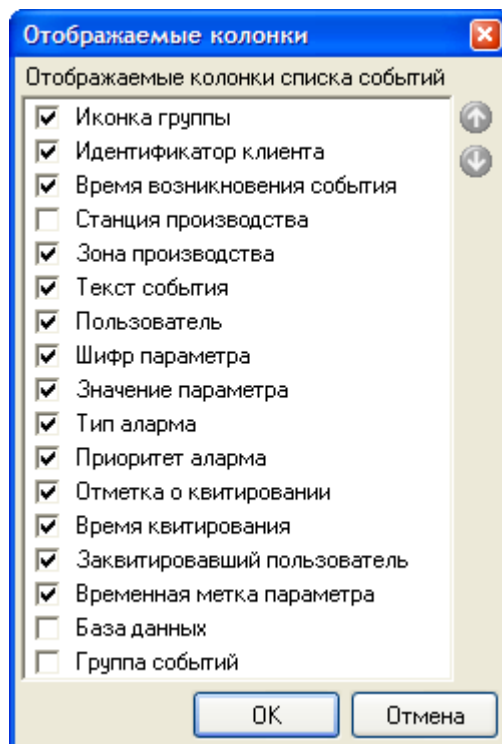 Отображаемые колонки
Отображаемые колонки списка событий
Иконка группы
Идентификатор клиента
Время возникновения события
Станция производства
Зона производства
Текст события
Пользователь
Шифр параметра
Значение параметра
Тип аларма
Приоритет аларма
Отметка о квитировании
Время квитирования
Заквитировавший пользователь
Временная метка параметра
База данных
Группа событий
OK
Отмена